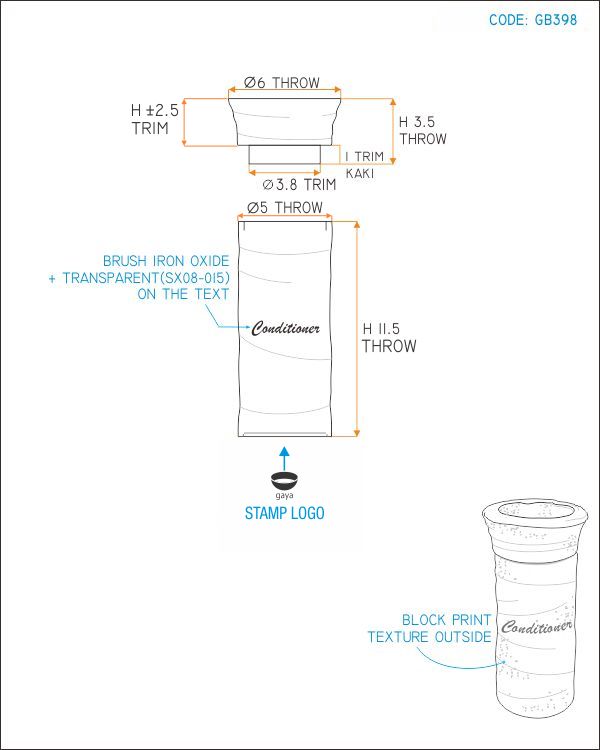 CODE: GB398
Ø6 THROW
H ±2.5
TRIM
H 3.5
THROW
1 TRIM
KAKI
Ø3.8 TRIM
Ø5 THROW
BRUSH IRON OXIDE
+ TRANSPARENT(SX08-015)
ON THE TEXT
Conditioner
H 11.5
THROW
gaya
STAMP LOGO
BLOCK PRINT
TEXTURE OUTSIDE
Conditioner